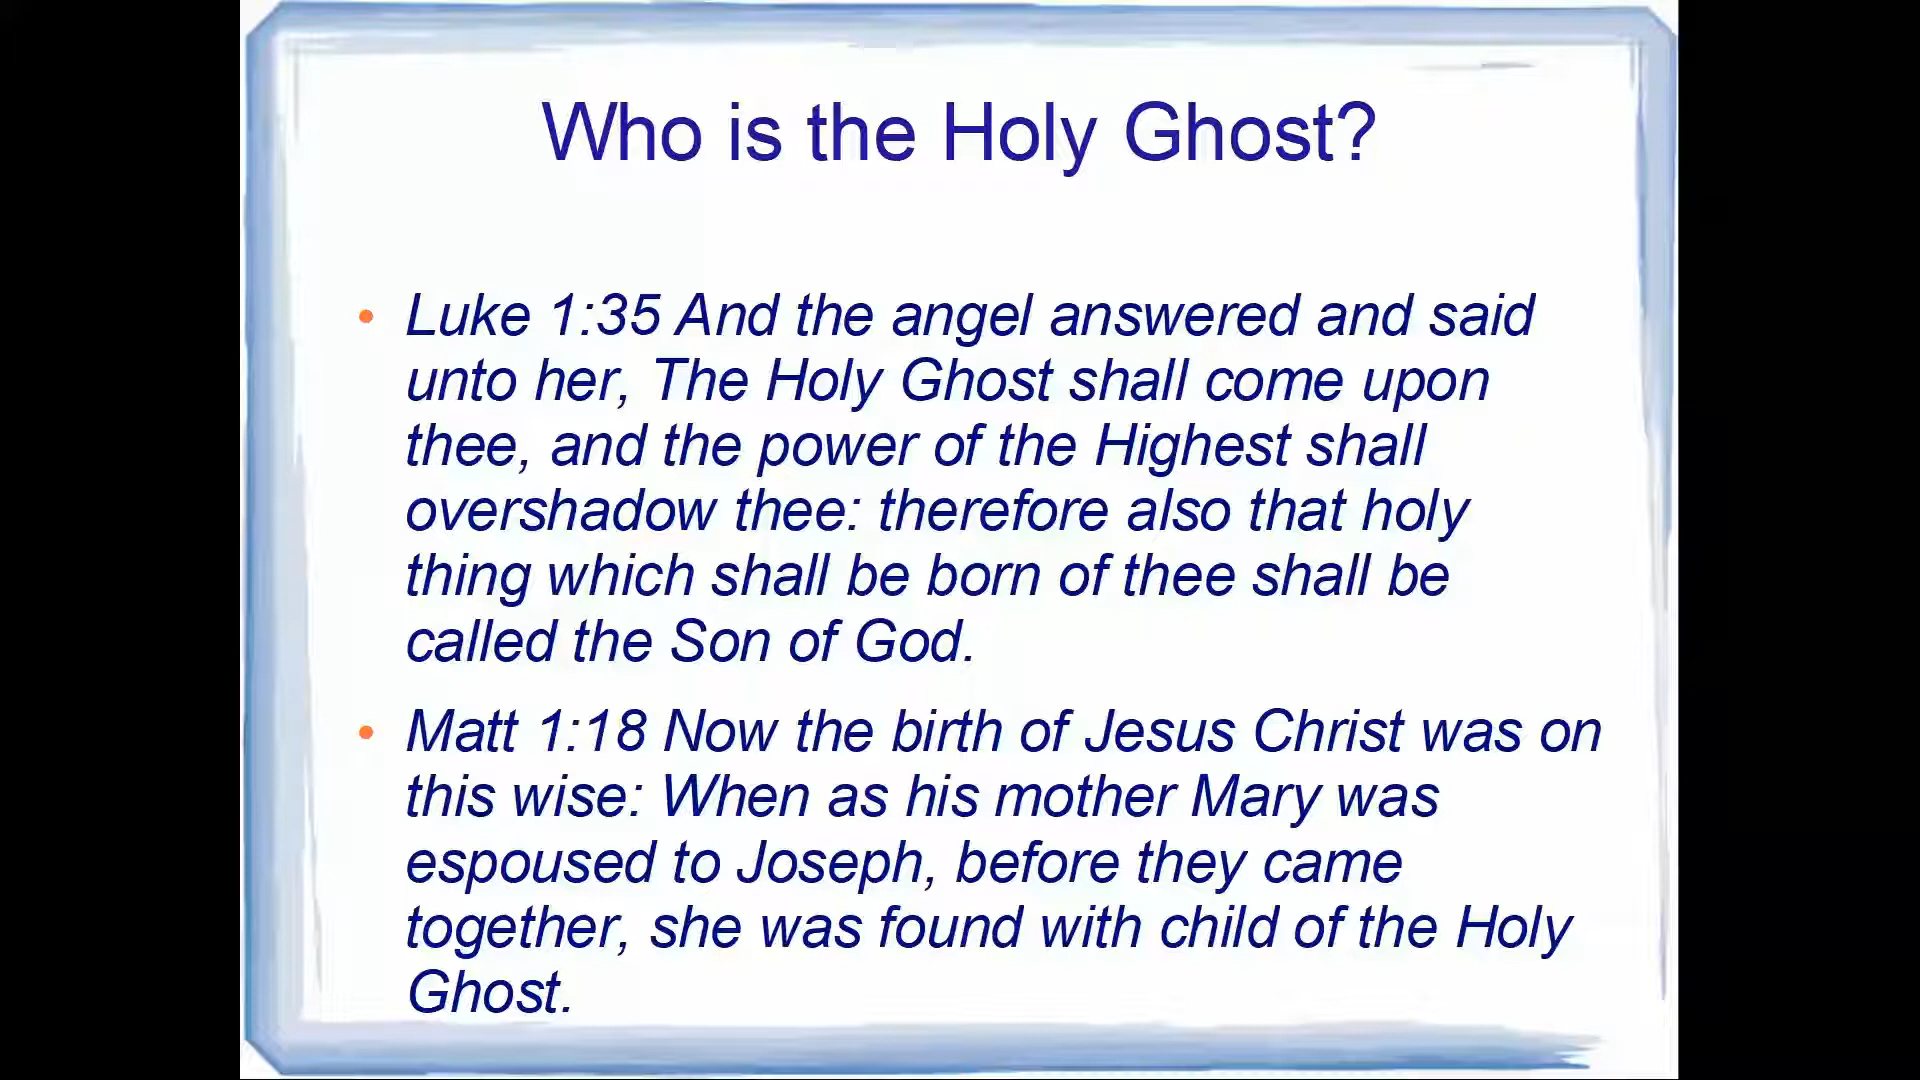 Who is the Holy Ghost?
• Luke 1:35 And the angel answered and said
unto her, The Holy Ghost shall come upon
thee, and the power of the Highest shall
overshadow thee: therefore also that holy
thing which shall be born of thee shall be
called the Son of God.
• Matt 1:18 Now the birth of Jesus Christ was on
this wise: When as his mother Mary was
espoused to Joseph, before they came
together, she was found with child of the Holy
Ghost.